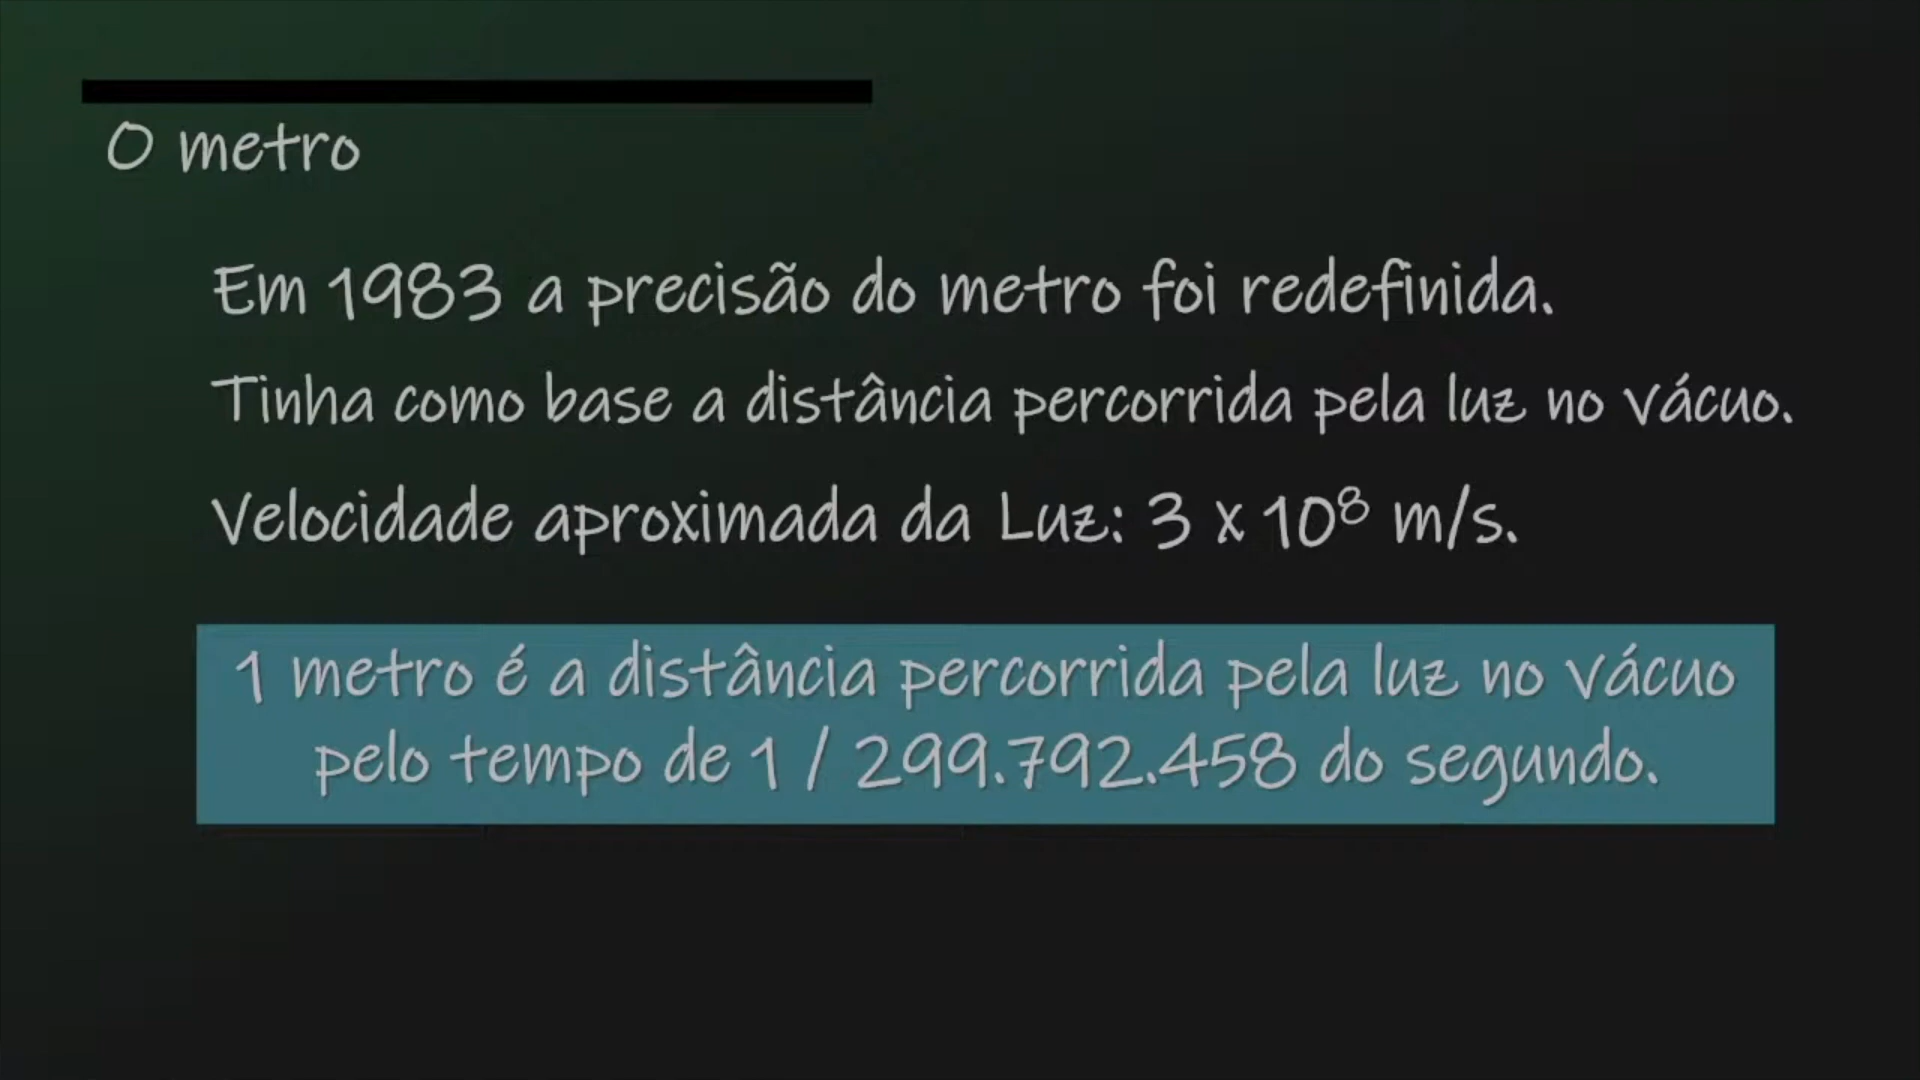 O metro
Em 1983 a precisão do metro foi redefinida.
Tinha como base a distância percorrida pela luz no vácuo.
Velocidade aproximada da Luz: 3 x 10⁸ m/s.
1 metro é a distância percorrida pela luz no vácuo
pelo tempo de 1 / 299.792.458 do segundo.